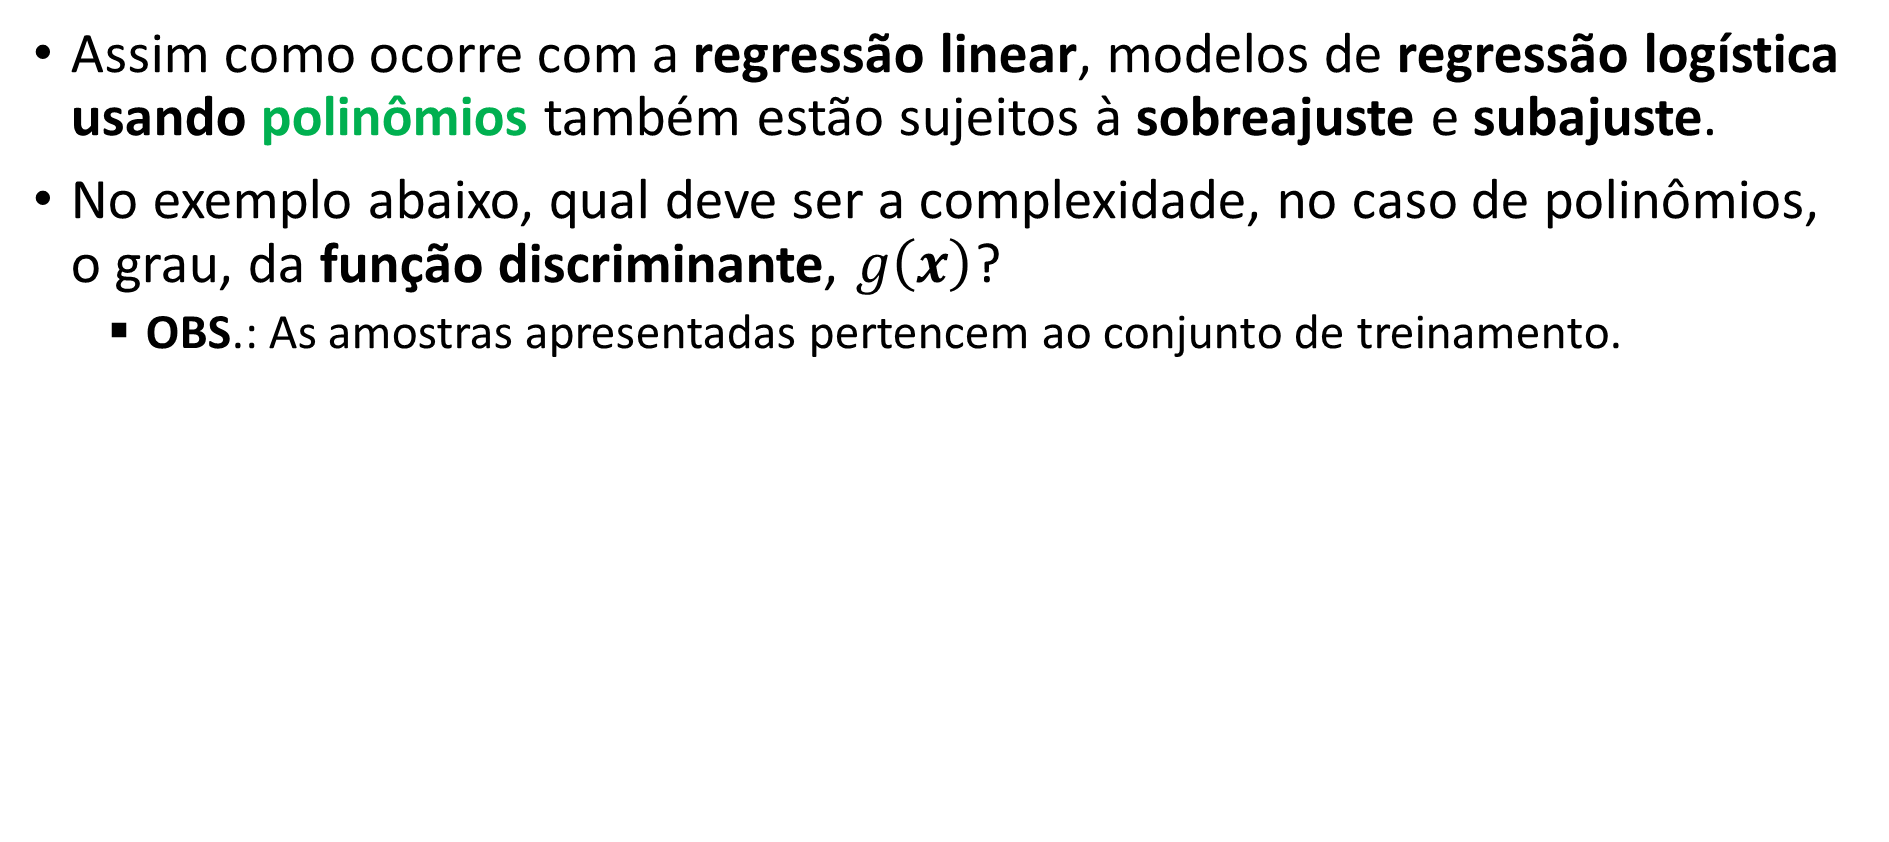 • Assim como ocorre com a regressão linear, modelos de regressão logística
usando polinômios também estão sujeitos à sobreajuste e subajuste.
• No exemplo abaixo, qual deve ser a complexidade, no caso de polinômios,
o grau, da função discriminante, g(x)?
▪ OBS.: As amostras apresentadas pertencem ao conjunto de treinamento.